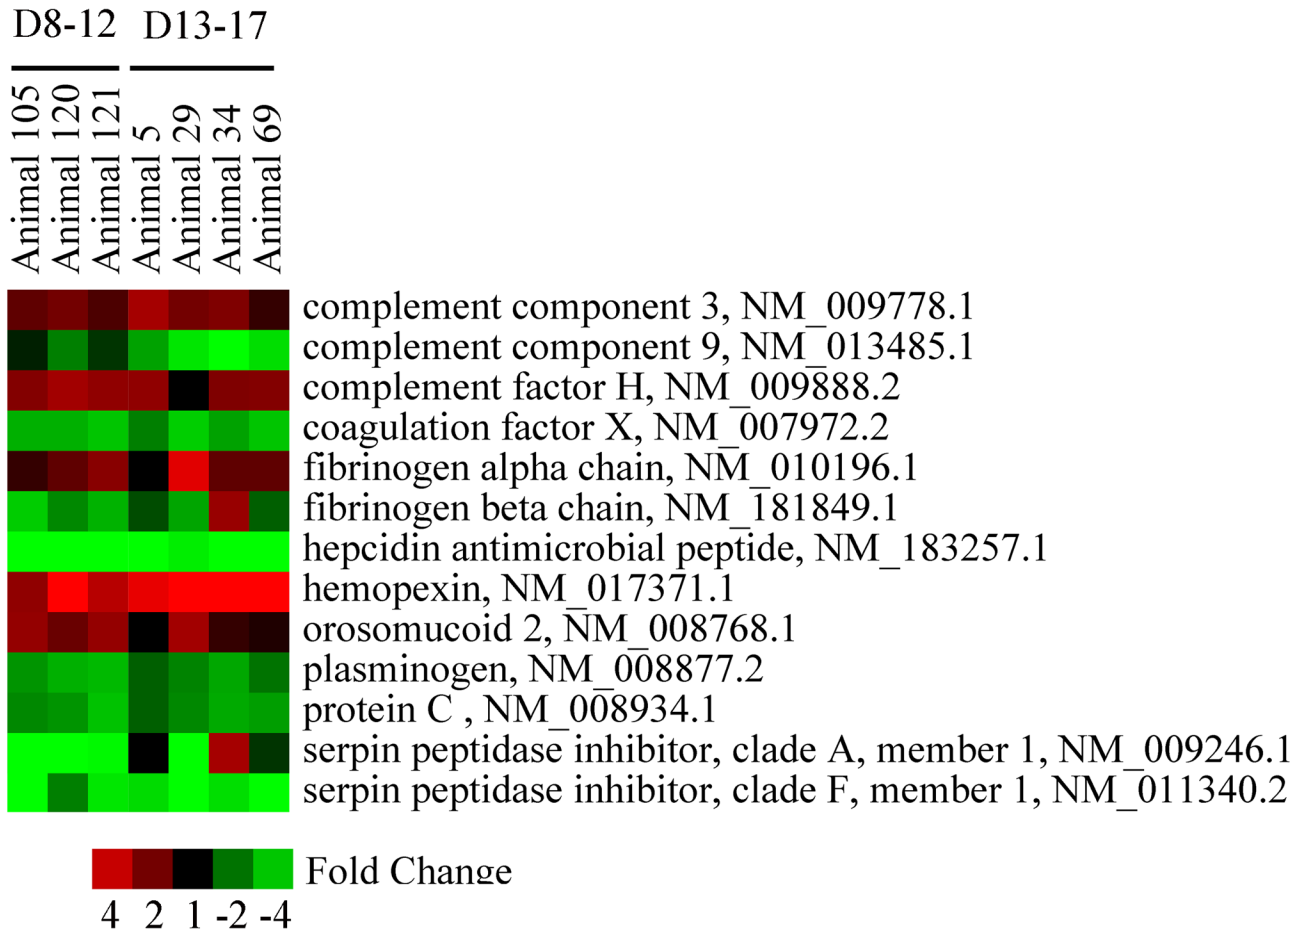 D8-12 D13-17
Animal 105
Animal 120
Animal 121
Animal 5
Animal 29
Animal 34
Animal 69
complement component 3, NM_009778.1
complement component 9, NM_013485.1
complement factor H, NM_009888.2
coagulation factor X, NM_007972.2
fibrinogen alpha chain, NM_010196.1
fibrinogen beta chain, NM_181849.1
hepcidin antimicrobial peptide, NM_183257.1
hemopexin, NM_017371.1
orosomucoid 2, NM_008768.1
plasminogen, NM_008877.2
protein C , NM_008934.1
serpin peptidase inhibitor, clade A, member 1, NM_009246.1
serpin peptidase inhibitor, clade F, member 1, NM_011340.2
Fold Change
4 2 1 -2 -4